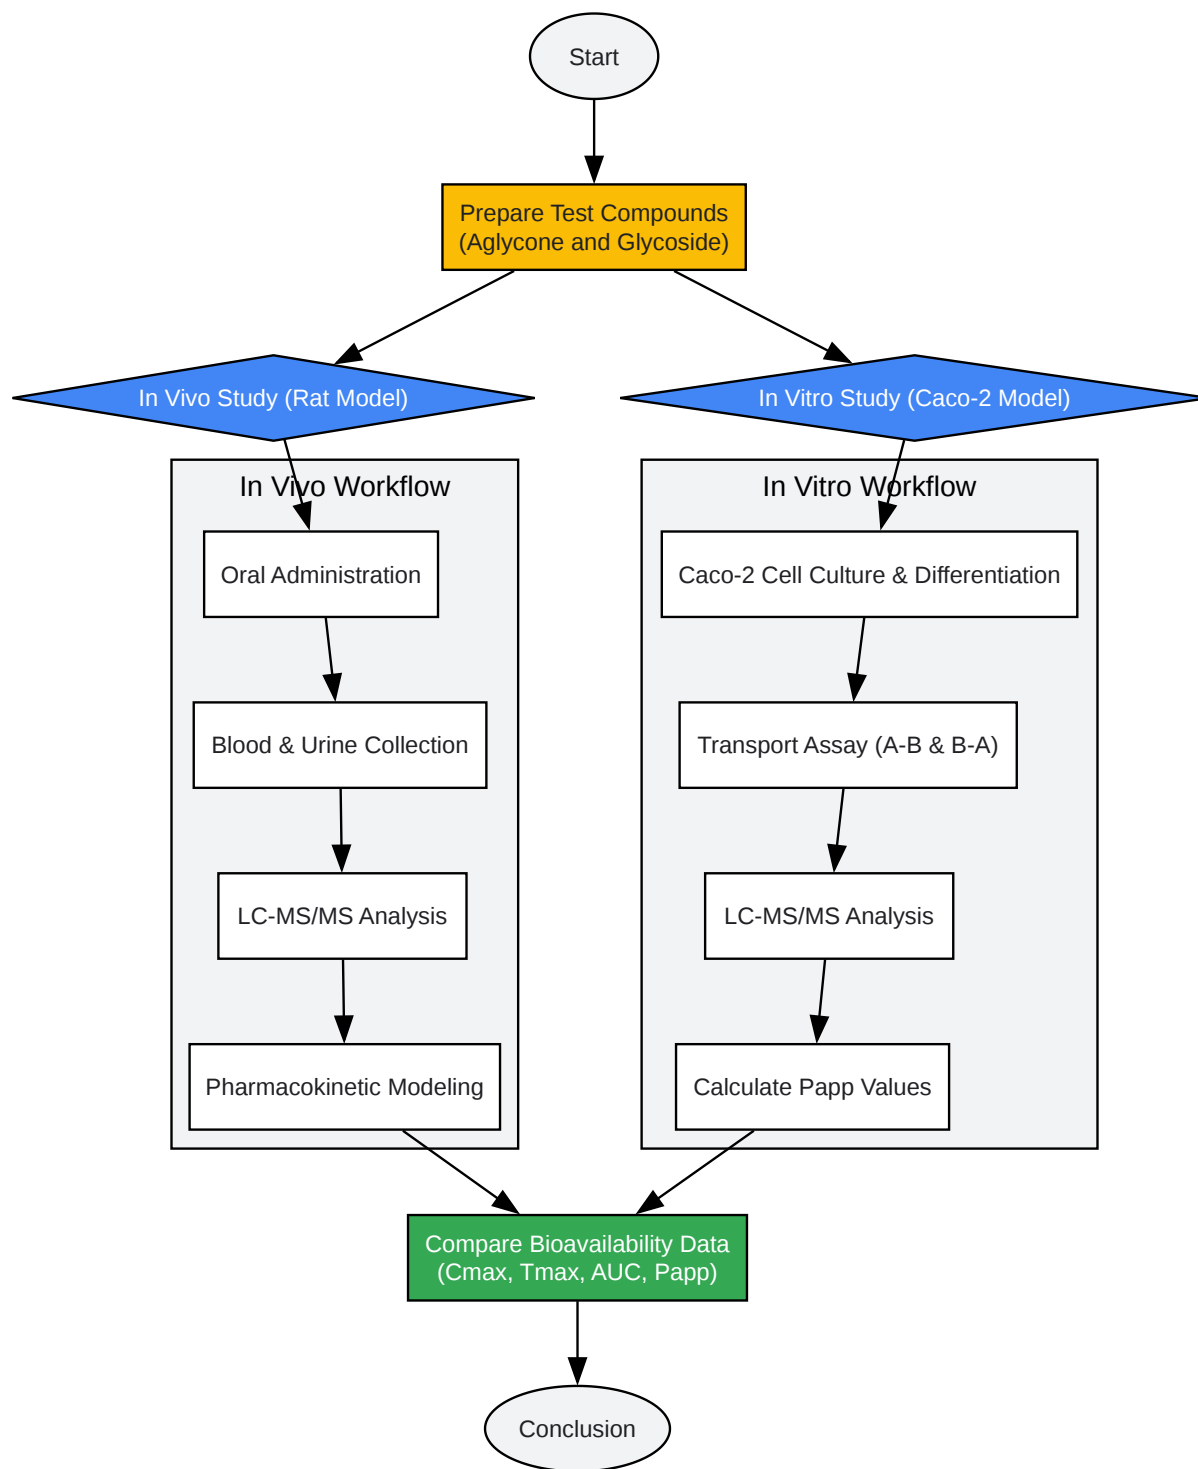 Start
Prepare Test Compounds
(Aglycone and Glycoside)
In Vivo Study (Rat Model)
In Vitro Study (Caco-2 Model)
In Vivo Workflow
Oral Administration
Blood & Urine Collection
LC-MS/MS Analysis
Pharmacokinetic Modeling
In Vitro Workflow
Caco-2 Cell Culture & Differentiation
Transport Assay (A-B & B-A)
LC-MS/MS Analysis
Calculate Papp Values
Compare Bioavailability Data
(Cmax, Tmax, AUC, Papp)
Conclusion